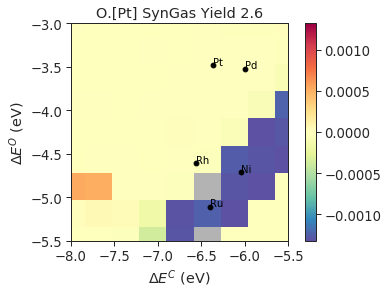 O.[Pt] SynGas Yield 2.6
−3.0
−3.5
−4.0
−4.5
−5.0
−5.5
ΔE^O (eV)
Pt
Pd
Rh
Ni
Ru
−8.0 −7.5 −7.0 −6.5 −6.0 −5.5
ΔE^C (eV)
0.0010
0.0005
0.0000
−0.0005
−0.0010